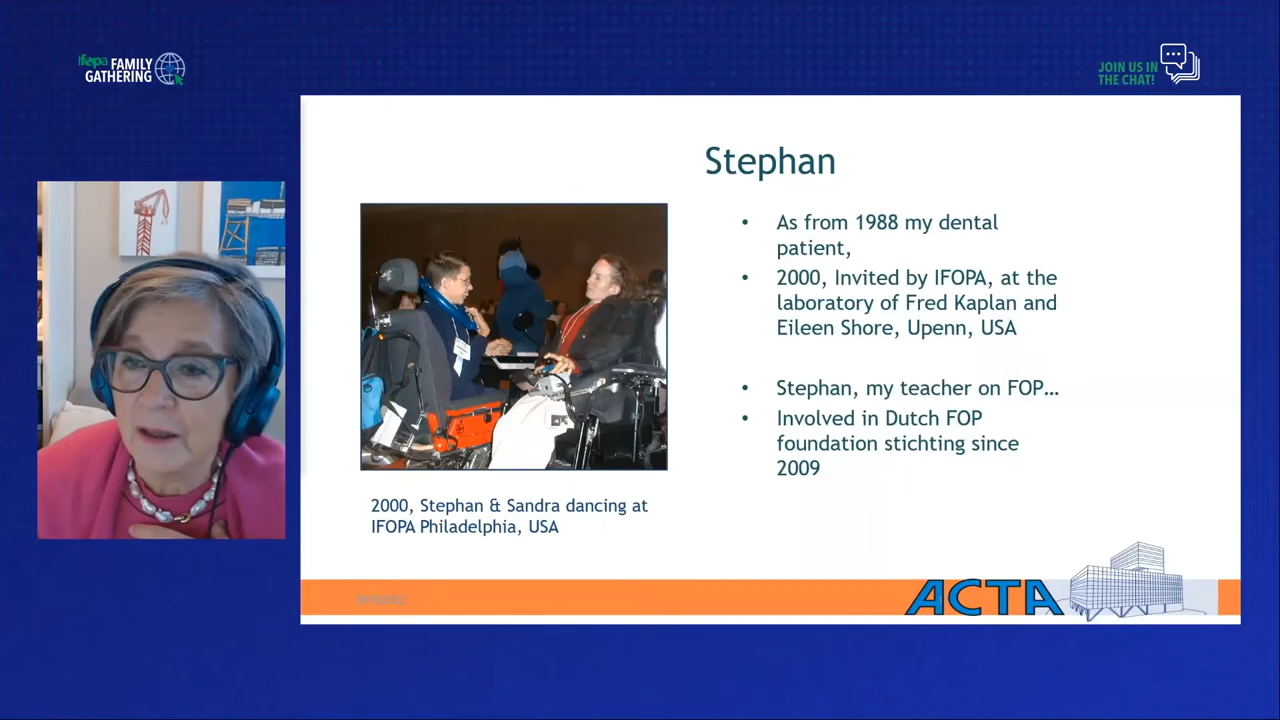 ifopa FAMILY
GATHERING
JOIN US IN
THE CHAT!
Stephan
• As from 1988 my dental
patient,
• 2000, Invited by IFOPA, at the
laboratory of Fred Kaplan and
Eileen Shore, Upenn, USA
• Stephan, my teacher on FOP…
• Involved in Dutch FOP
foundation stichting since
2009
2000, Stephan & Sandra dancing at
IFOPA Philadelphia, USA
ACTA